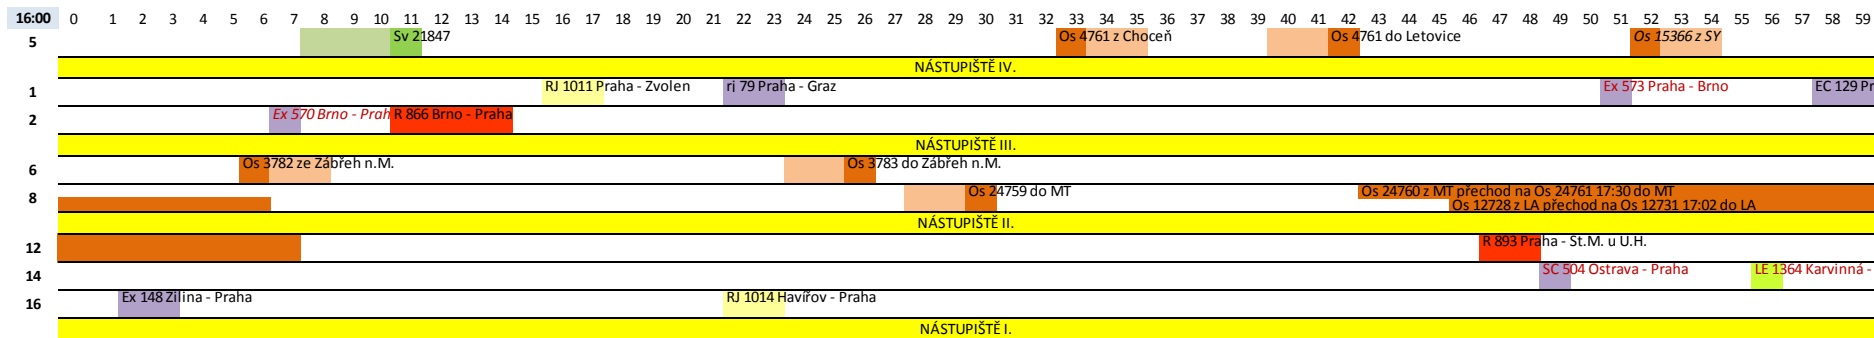 16:00 0 1 2 3 4 5 6 7 8 9 10 11 12 13 14 15 16 17 18 19 20 21 22 23 24 25 26 27 28 29 30 31 32 33 34 35 36 37 38 39 40 41 42 43 44 45 46 47 48 49 50 51 52 53 54 55 56 57 58 59
5 Sv 21847 Os 4761 z Choceň Os 4761 do Letovice Os 15366 z SY
NÁSTUPIŠTĚ IV.
1 RJ 1011 Praha - Zvolen rj 79 Praha - Graz Ex 573 Praha - Brno EC 129 Pr
2 Ex 570 Brno - Prah R 866 Brno - Praha
NÁSTUPIŠTĚ III.
6 Os 3782 ze Zábřeh n.M. Os 3783 do Zábřeh n.M.
8 Os 24759 do MT Os 24760 z MT přechod na Os 24761 17:30 do MT
Os 12728 z LA přechod na Os 12731 17:02 do LA
NÁSTUPIŠTĚ II.
12 R 893 Praha - St.M. u U.H.
14 SC 504 Ostrava - Praha LE 1364 Karvinná -
16 Ex 148 Zilina - Praha RJ 1014 Havířov - Praha
NÁSTUPIŠTĚ I.